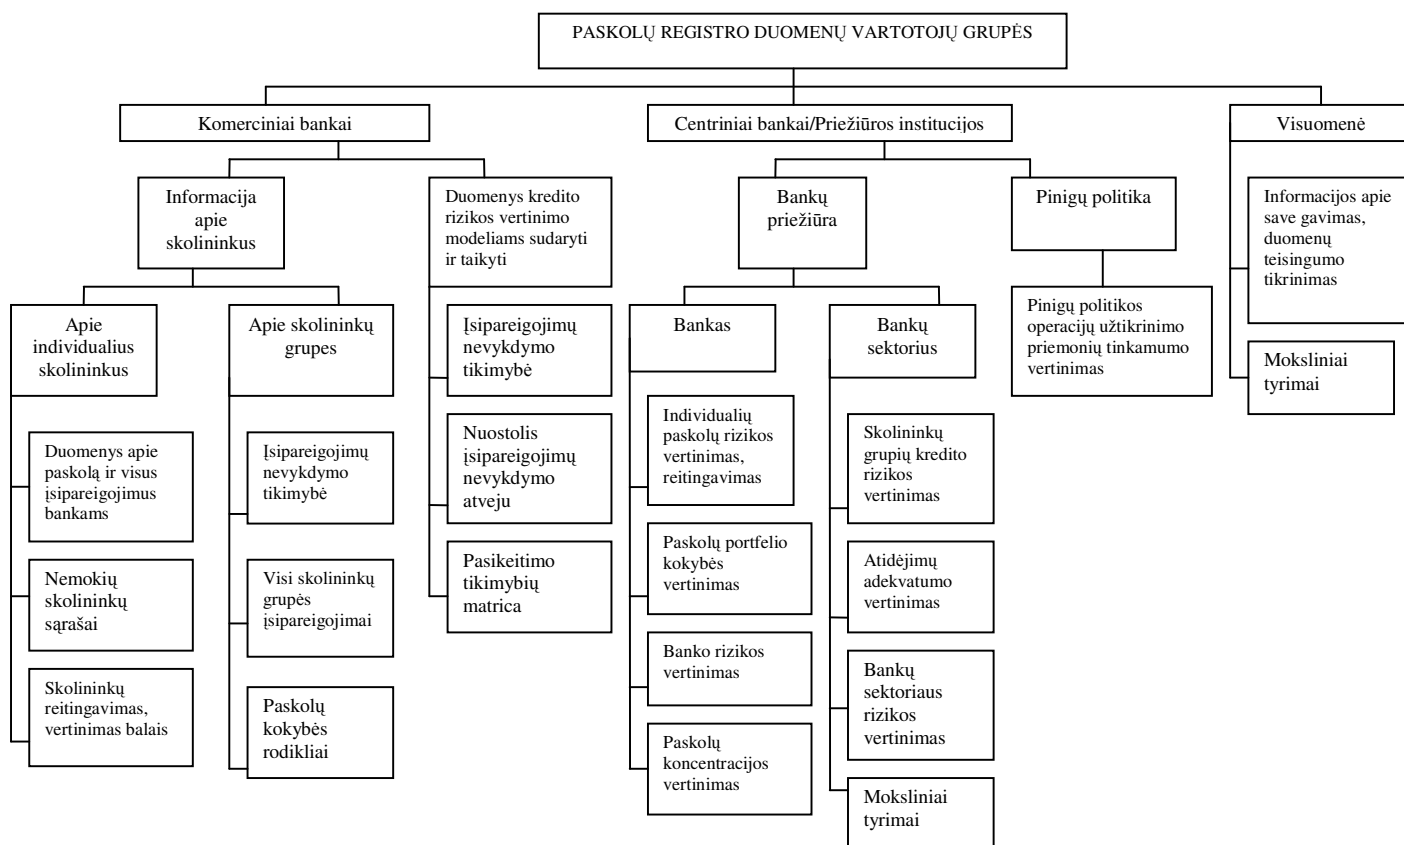 PASKOLŲ REGISTRO DUOMENŲ VARTOTOJŲ GRUPĖS
Komerciniai bankai
Centriniai bankai/Priežiūros institucijos
Visuomenė
Informacija
apie
skolininkus
Duomenys kredito
rizikos vertinimo
modeliams sudaryti
ir taikyti
Bankų
priežiūra
Pinigų politika
Informacijos apie
save gavimas,
duomenų
teisingumo
tikrinimas
Apie
individualius
skolininkus
Apie skolininkų
grupes
Įsipareigojimų
nevykdymo
tikimybė
Bankas
Bankų
sektorius
Pinigų politikos
operacijų užtikrinimo
priemonių tinkamumo
vertinimas
Moksliniai
tyrimai
Duomenys apie
paskolą ir visus
įsipareigojimus
bankams
Įsipareigojimų
nevykdymo
tikimybė
Nuostolis
įsipareigojimų
nevykdymo
atveju
Individualių
paskolų rizikos
vertinimas,
reitingavimas
Skolininkų
grupių kredito
rizikos
vertinimas
Nemokių
skolininkų
sąrašai
Visi skolininkų
grupės
įsipareigojimai
Pasikeitimo
tikimybių
matrica
Paskolų portfelio
kokybės
vertinimas
Atidėjimų
adekvatumo
vertinimas
Skolininkų
reitingavimas,
vertinimas balais
Paskolų
kokybės
rodikliai
Banko rizikos
vertinimas
Bankų
sektoriaus
rizikos
vertinimas
Paskolų
koncentracijos
vertinimas
Moksliniai
tyrimai